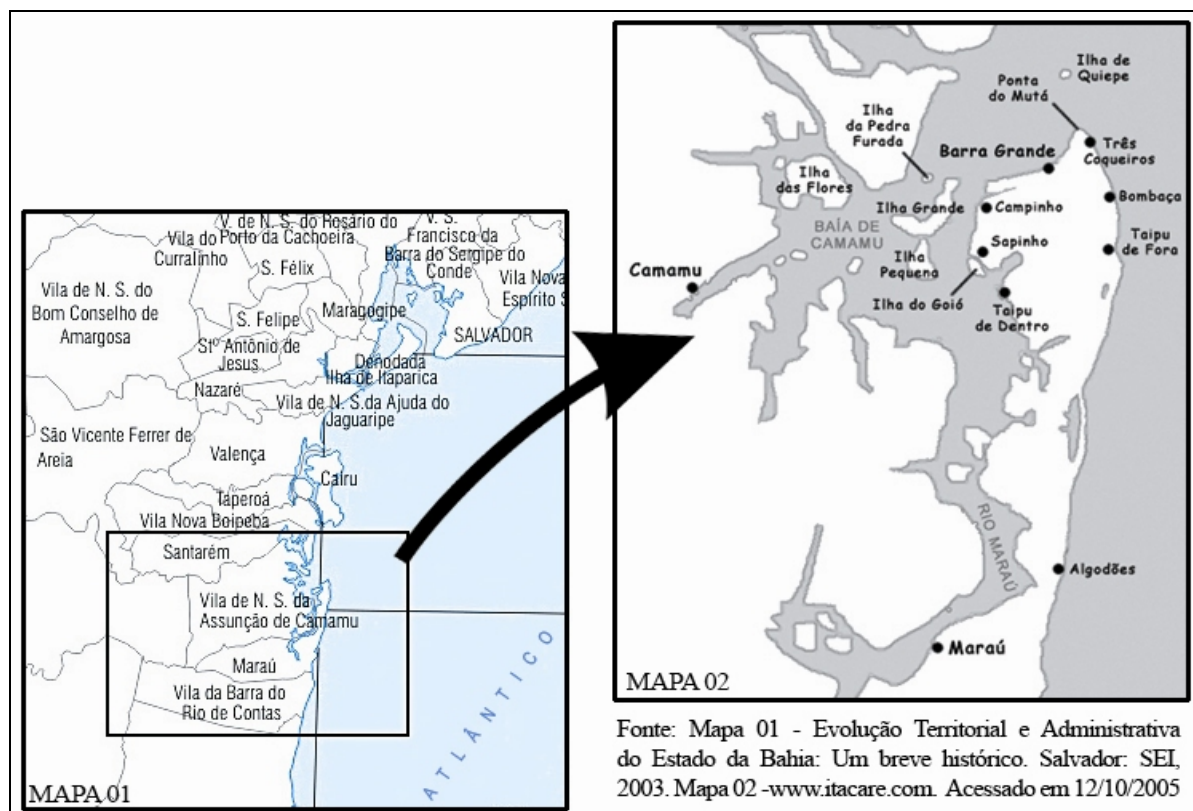 V. de N. S. do Rosário do
Porto da Cachoeira
Vila do
Curralinho
V. S.
Francisco da
Barra do Sergipe do
Conde
Vila Nova
Espírito S
S. Félix
Vila de N. S. do
Bom Conselho de
Amargosa
Maragogipe
S. Felipe
SALVADOR
Stº Antônio de
Jesus
Denodada
Ilha de Itaparica
Nazaré
Vila de N. S.da Ajuda do
Jaguaripe
São Vicente Ferrer de
Areia
Valença
Cairu
Taperoá
Vila Nova Boipeba
Santarém
Vila de N. S. da
Assunção de Camamu
Maraú
Vila da Barra do
Rio de Contas
ATLÂNTICO
MAPA 01
Ilha de
Quiepe
Ponta
do Mutá
Ilha
da Pedra
Furada
Três
Coqueiros
Barra Grande
Ilha
das Flores
Bombaça
Ilha Grande
Campinho
BAÍA DE
CAMAMU
Sapinho
Taipu
de Fora
Ilha
Pequena
Camamu
Ilha do Goió
Taipu
de Dentro
RIO MARAÚ
Algodões
Maraú
MAPA 02
Fonte: Mapa 01 - Evolução Territorial e Administrativa
do Estado da Bahia: Um breve histórico. Salvador: SEI,
2003. Mapa 02 -www.itacare.com. Acessado em 12/10/2005